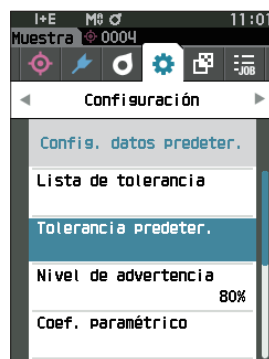 I+E M 11:01
Muestra 0004
JOB
Configuración
Config. datos predeter.
Lista de tolerancia
Tolerancia predeter.
Nivel de advertencia
80%
Coef. paramétrico